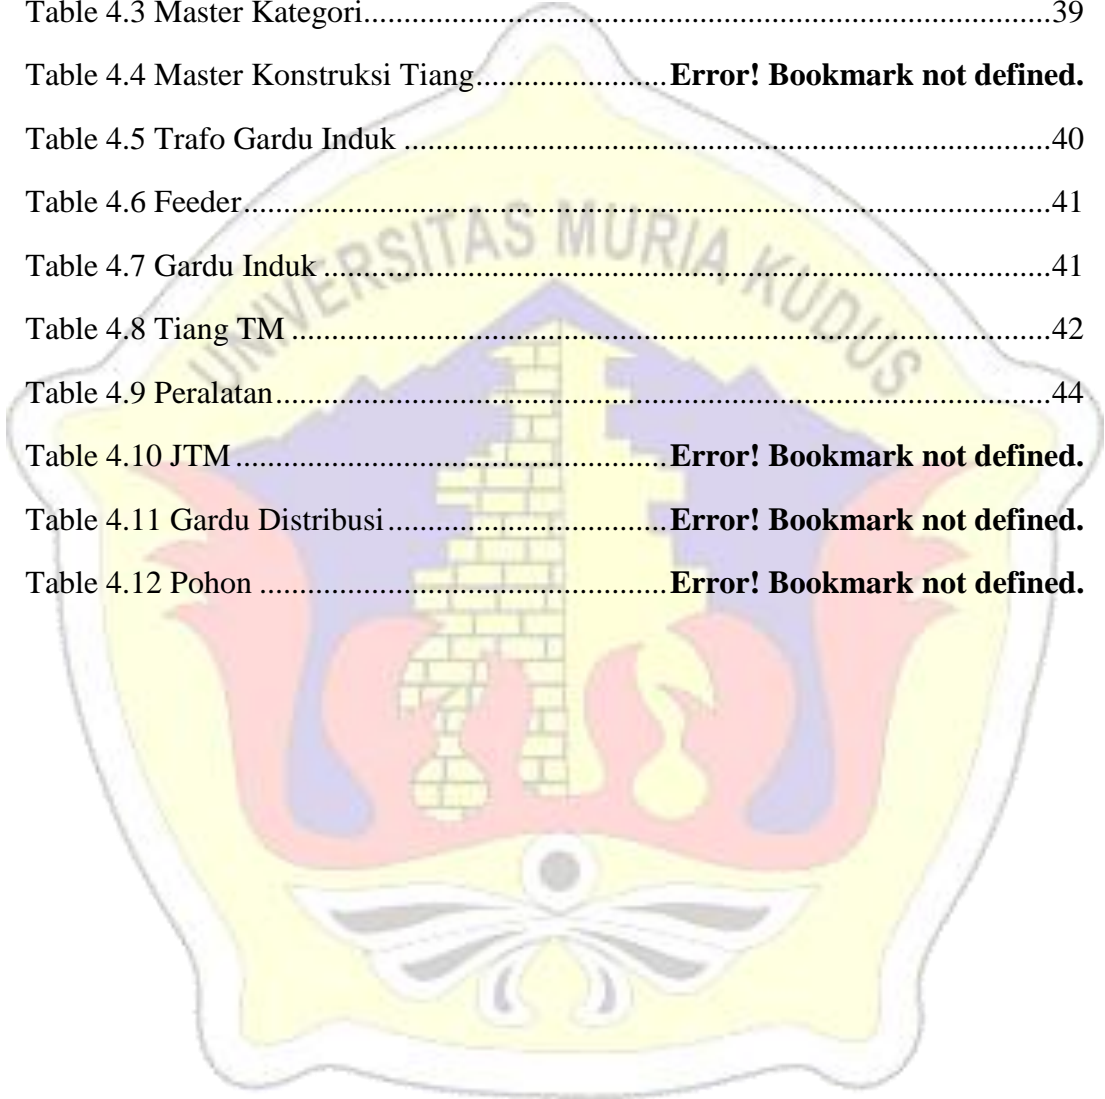 Table 4.3 Master Kategori.......................................................................................39
Table 4.4 Master Konstruksi Tiang........................Error! Bookmark not defined.
Table 4.5 Trafo Gardu Induk ..................................................................................40
Table 4.6 Feeder......................................................................................................41
Table 4.7 Gardu Induk ............................................................................................41
Table 4.8 Tiang TM ................................................................................................42
Table 4.9 Peralatan..................................................................................................44
Table 4.10 JTM .......................................................Error! Bookmark not defined.
Table 4.11 Gardu Distribusi...................................Error! Bookmark not defined.
Table 4.12 Pohon ....................................................Error! Bookmark not defined.
UNIVERSITAS MURIA KUDUS